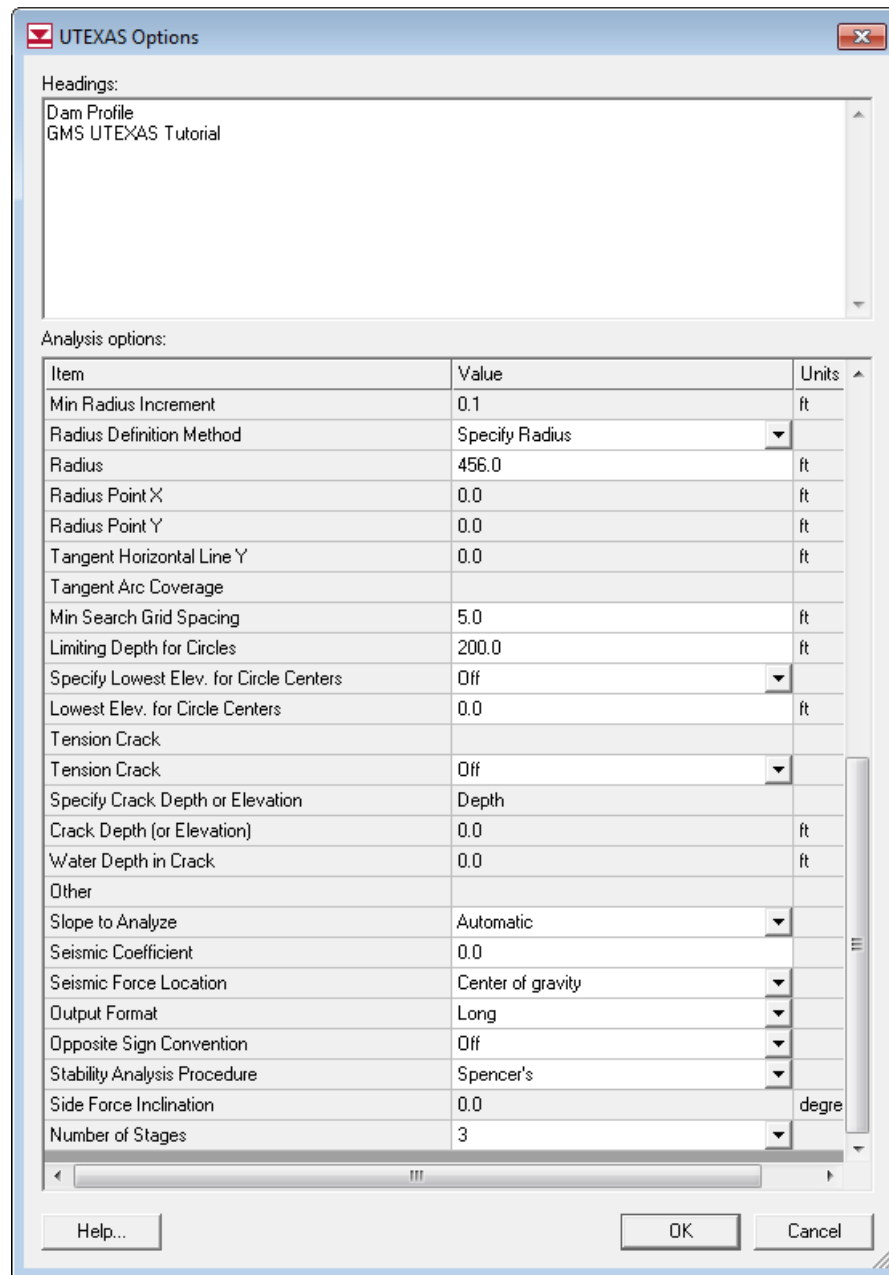 UTEXAS Options
Headings:
Dam Profile
GMS UTEXAS Tutorial
Analysis options:
Item Value Units
Min Radius Increment 0.1 ft
Radius Definition Method Specify Radius
Radius 456.0 ft
Radius Point X 0.0 ft
Radius Point Y 0.0 ft
Tangent Horizontal Line Y 0.0 ft
Tangent Arc Coverage
Min Search Grid Spacing 5.0 ft
Limiting Depth for Circles 200.0 ft
Specify Lowest Elev. for Circle Centers Off
Lowest Elev. for Circle Centers 0.0 ft
Tension Crack
Tension Crack Off
Specify Crack Depth or Elevation Depth
Crack Depth (or Elevation) 0.0 ft
Water Depth in Crack 0.0 ft
Other
Slope to Analyze Automatic
Seismic Coefficient 0.0
Seismic Force Location Center of gravity
Output Format Long
Opposite Sign Convention Off
Stability Analysis Procedure Spencer's
Side Force Inclination 0.0 degre
Number of Stages 3
Help... OK Cancel